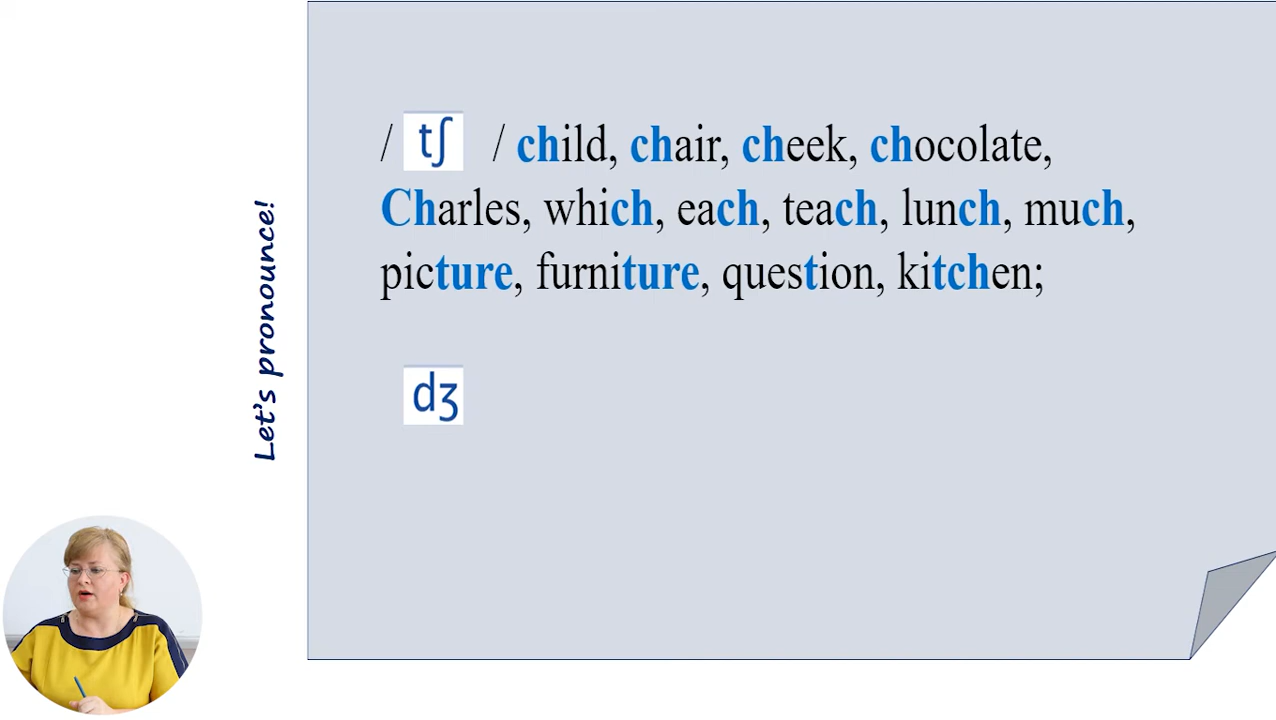 Let's pronounce!
/ tʃ / child, chair, cheek, chocolate,
Charles, which, each, teach, lunch, much,
picture, furniture, question, kitchen;
dʒ